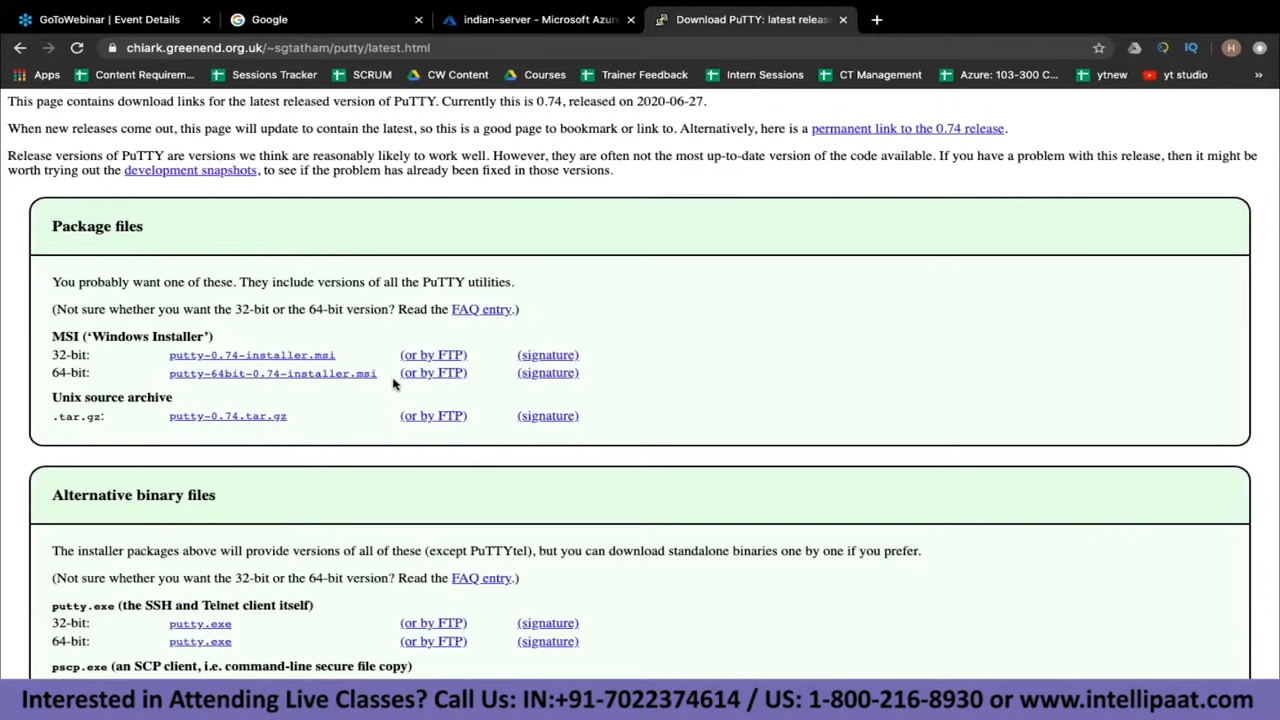 GoToWebinar | Event Details
Google
indian-server - Microsoft Azur
Download PuTTY: latest releas
chiark.greenend.org.uk/~sgtatham/putty/latest.html
IQ
H
Apps
Content Requirem...
Sessions Tracker
SCRUM
CW Content
Courses
Trainer Feedback
Intern Sessions
CT Management
Azure: 103-300 C...
ytnew
yt studio
»
This page contains download links for the latest released version of PuTTY. Currently this is 0.74, released on 2020-06-27.
When new releases come out, this page will update to contain the latest, so this is a good page to bookmark or link to. Alternatively, here is a permanent link to the 0.74 release.
Release versions of PuTTY are versions we think are reasonably likely to work well. However, they are often not the most up-to-date version of the code available. If you have a problem with this release, then it might be
worth trying out the development snapshots, to see if the problem has already been fixed in those versions.
Package files
You probably want one of these. They include versions of all the PuTTY utilities.
(Not sure whether you want the 32-bit or the 64-bit version? Read the FAQ entry.)
MSI (‘Windows Installer’)
32-bit: putty-0.74-installer.msi (or by FTP) (signature)
64-bit: putty-64bit-0.74-installer.msi (or by FTP) (signature)
Unix source archive
.tar.gz: putty-0.74.tar.gz (or by FTP) (signature)
Alternative binary files
The installer packages above will provide versions of all of these (except PuTTYtel), but you can download standalone binaries one by one if you prefer.
(Not sure whether you want the 32-bit or the 64-bit version? Read the FAQ entry.)
putty.exe (the SSH and Telnet client itself)
32-bit: putty.exe (or by FTP) (signature)
64-bit: putty.exe (or by FTP) (signature)
pscp.exe (an SCP client, i.e. command-line secure file copy)
Interested in Attending Live Classes? Call Us: IN:+91-7022374614 / US: 1-800-216-8930 or www.intellipaat.com